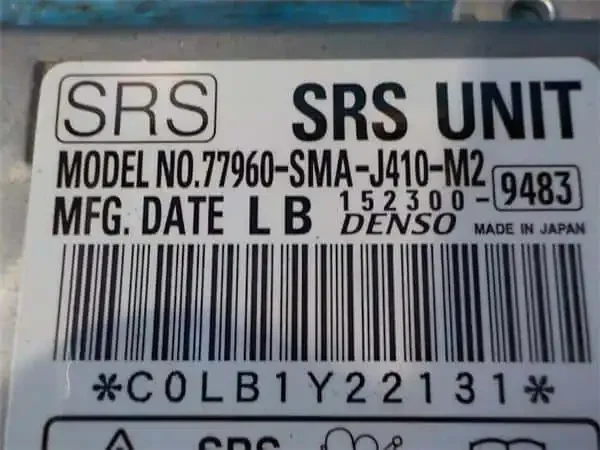 SRS SRS UNIT
MODEL NO.77960-SMA-J410-M2
MFG. DATE L B 152300-9483
DENSO MADE IN JAPAN
*C0LB1Y22131*
SRS